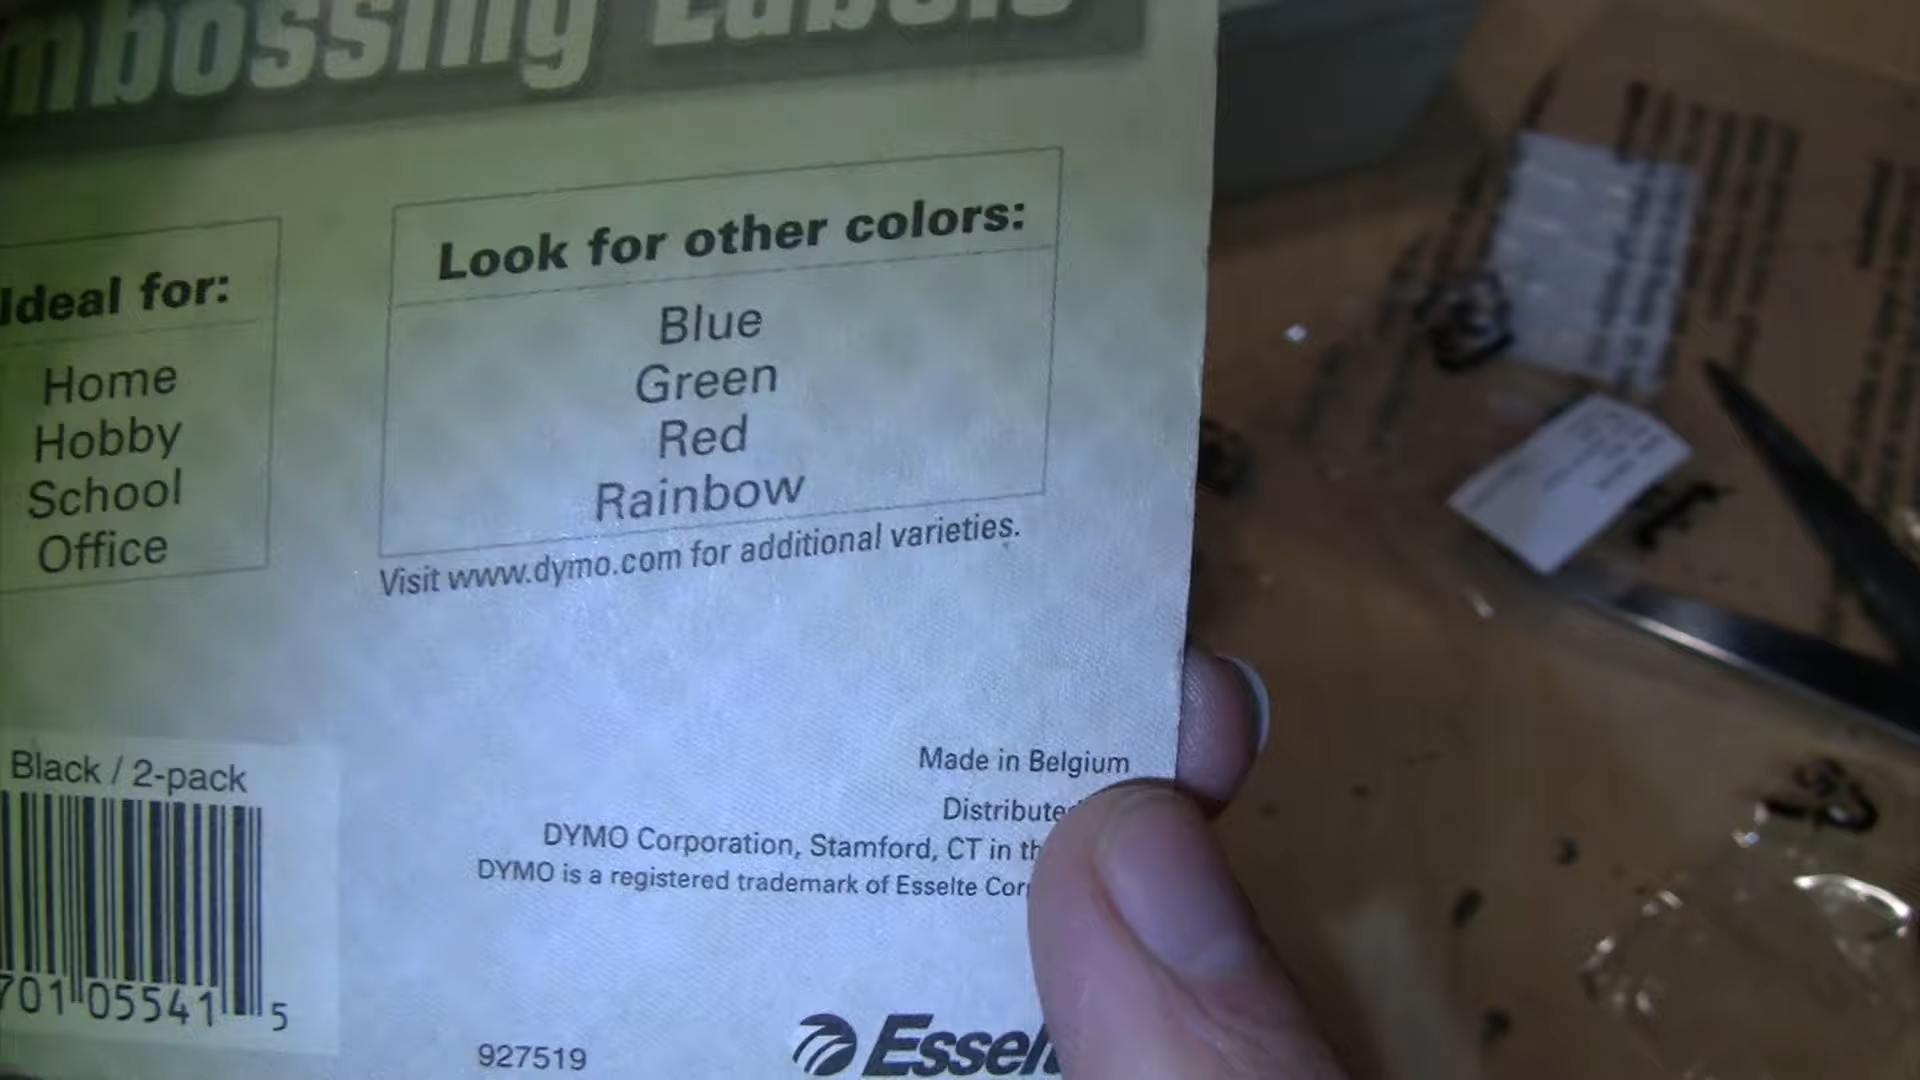 mbossing Labels
Ideal for:
Home
Hobby
School
Office
Look for other colors:
Blue
Green
Red
Rainbow
Visit www.dymo.com for additional varieties.
Black / 2-pack
701 05541 5
Made in Belgium
Distribute
DYMO Corporation, Stamford, CT in th
DYMO is a registered trademark of Esselte Cor
927519
Esselt